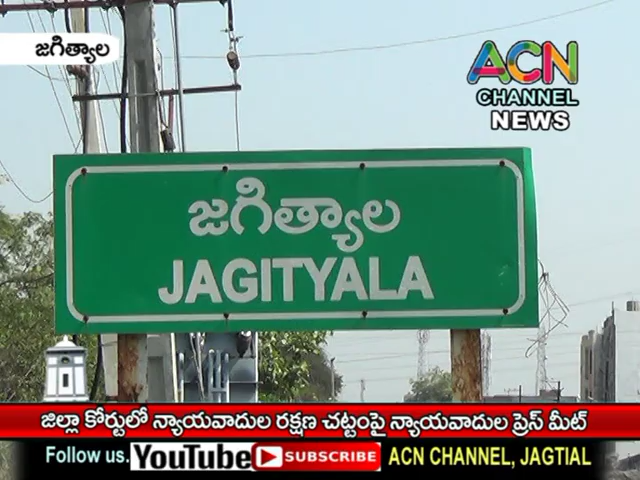 జగిత్యాల
ACN
CHANNEL
NEWS
జగిత్యాల
JAGITYALA
జిల్లా కోర్టులో న్యాయవాదుల రక్షణ చట్టంపై న్యాయవాదుల ప్రెస్ మీట్
Follow us. YouTube SUBSCRIBE ACN CHANNEL, JAGTIAL